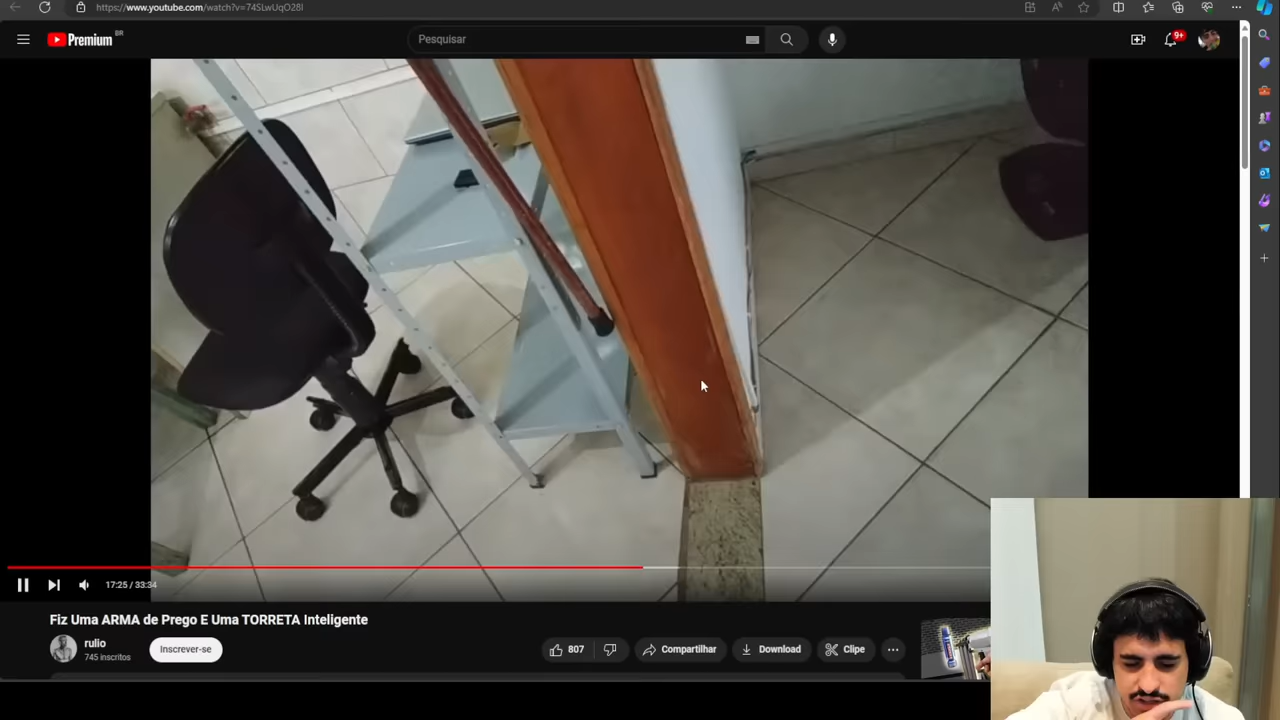 https://www.youtube.com/watch?v=74SLwUqO28I
Premium BR
Pesquisar
9+
17:25 / 33:34
Fiz Uma ARMA de Prego E Uma TORRETA Inteligente
rulio
745 inscritos
Inscrever-se
807
Compartilhar
Download
Clipe